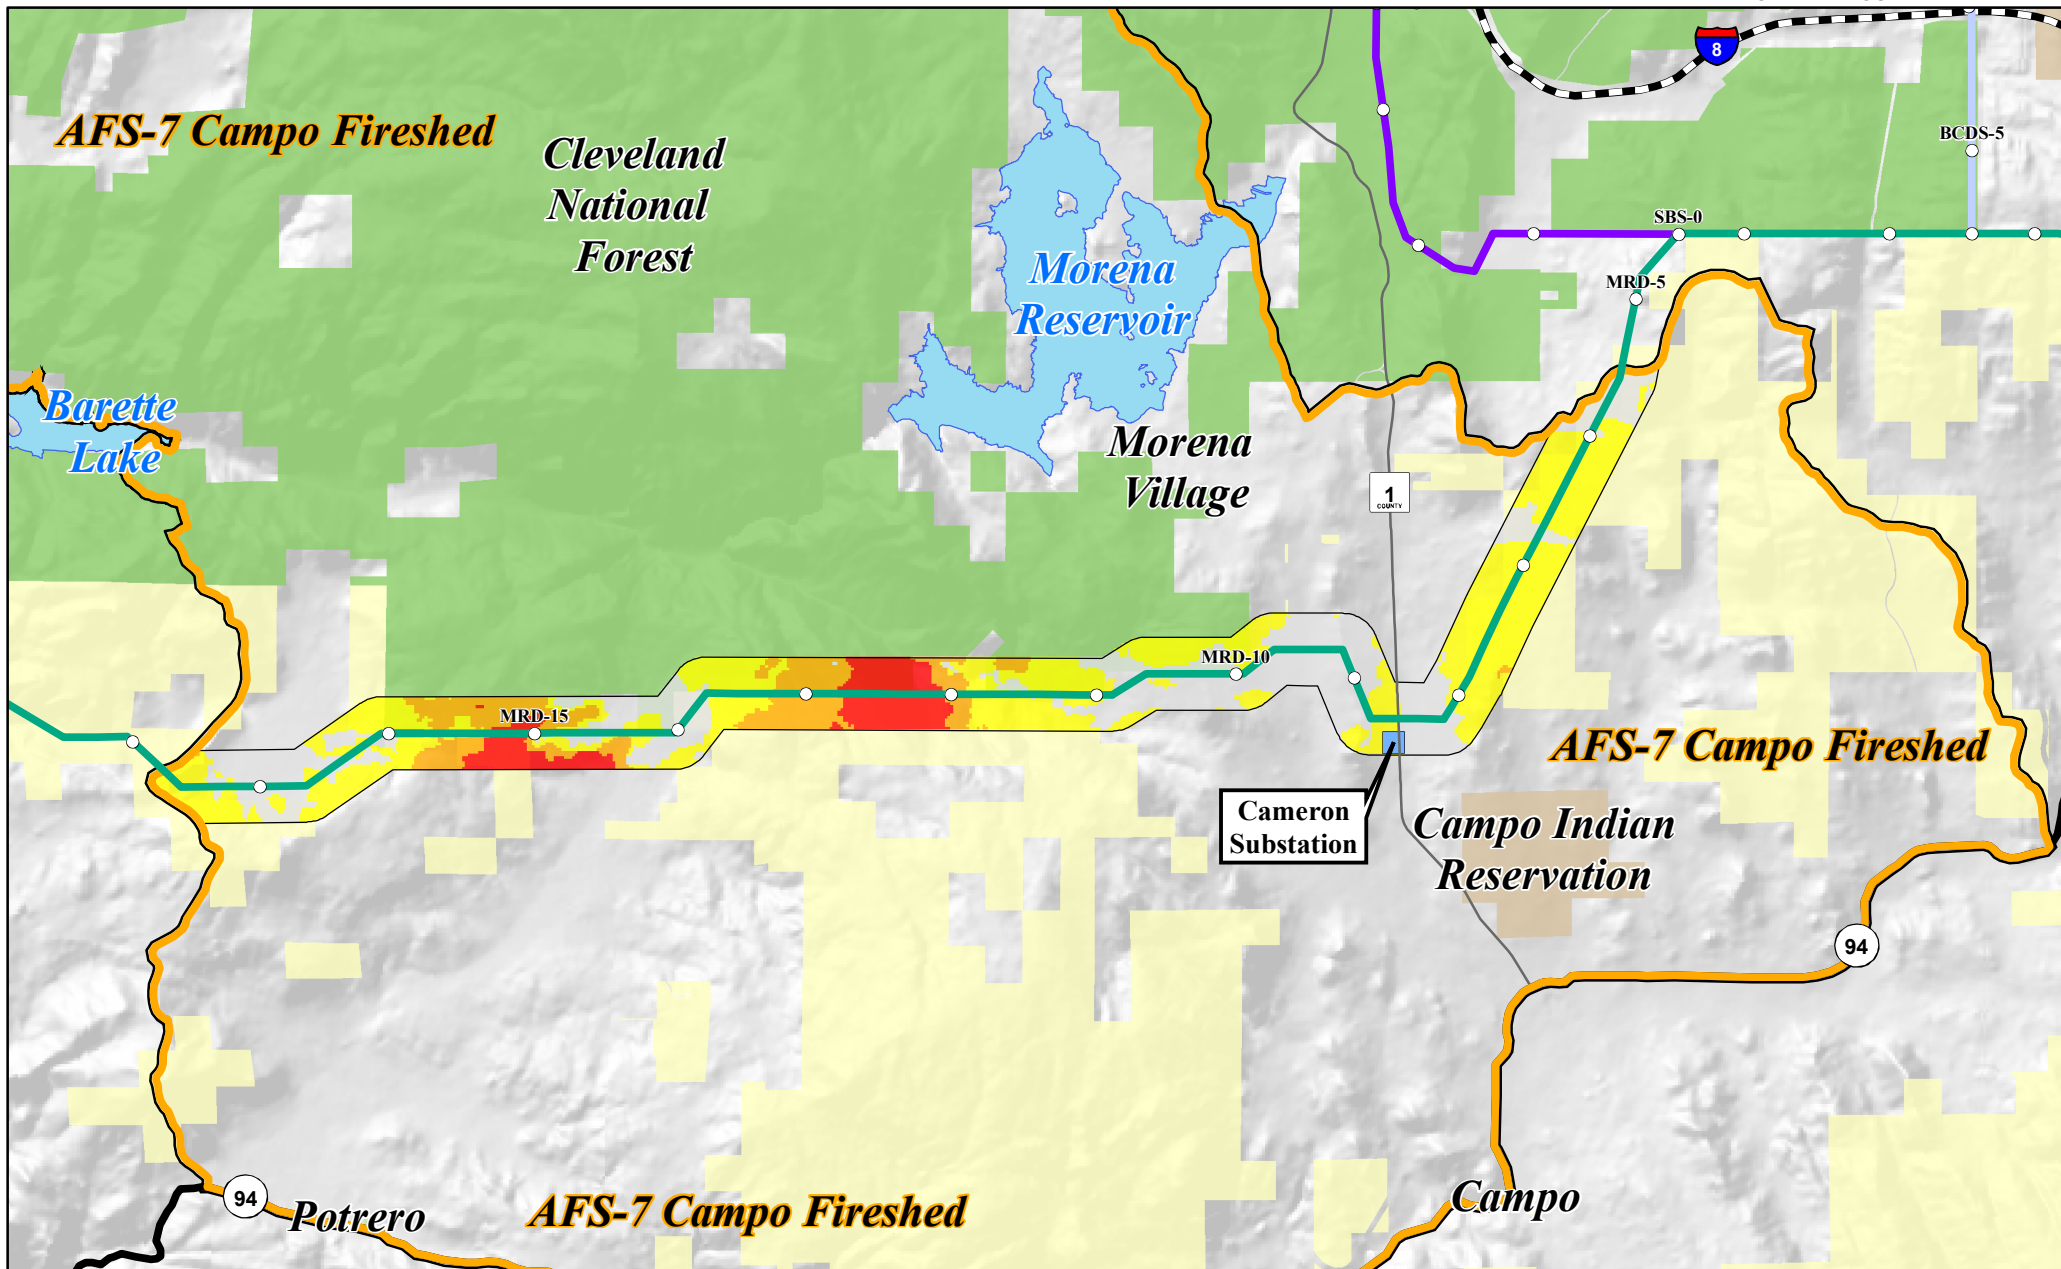 8
AFS-7 Campo Fireshed
BCDS-5
Cleveland
National
Forest
SBS-0
Morena
Reservoir
MRD-5
Barette
Lake
Morena
Village
1
COUNTY
MRD-10
MRD-15
AFS-7 Campo Fireshed
Cameron
Substation
Campo Indian
Reservation
94
94
Potrero
AFS-7 Campo Fireshed
Campo